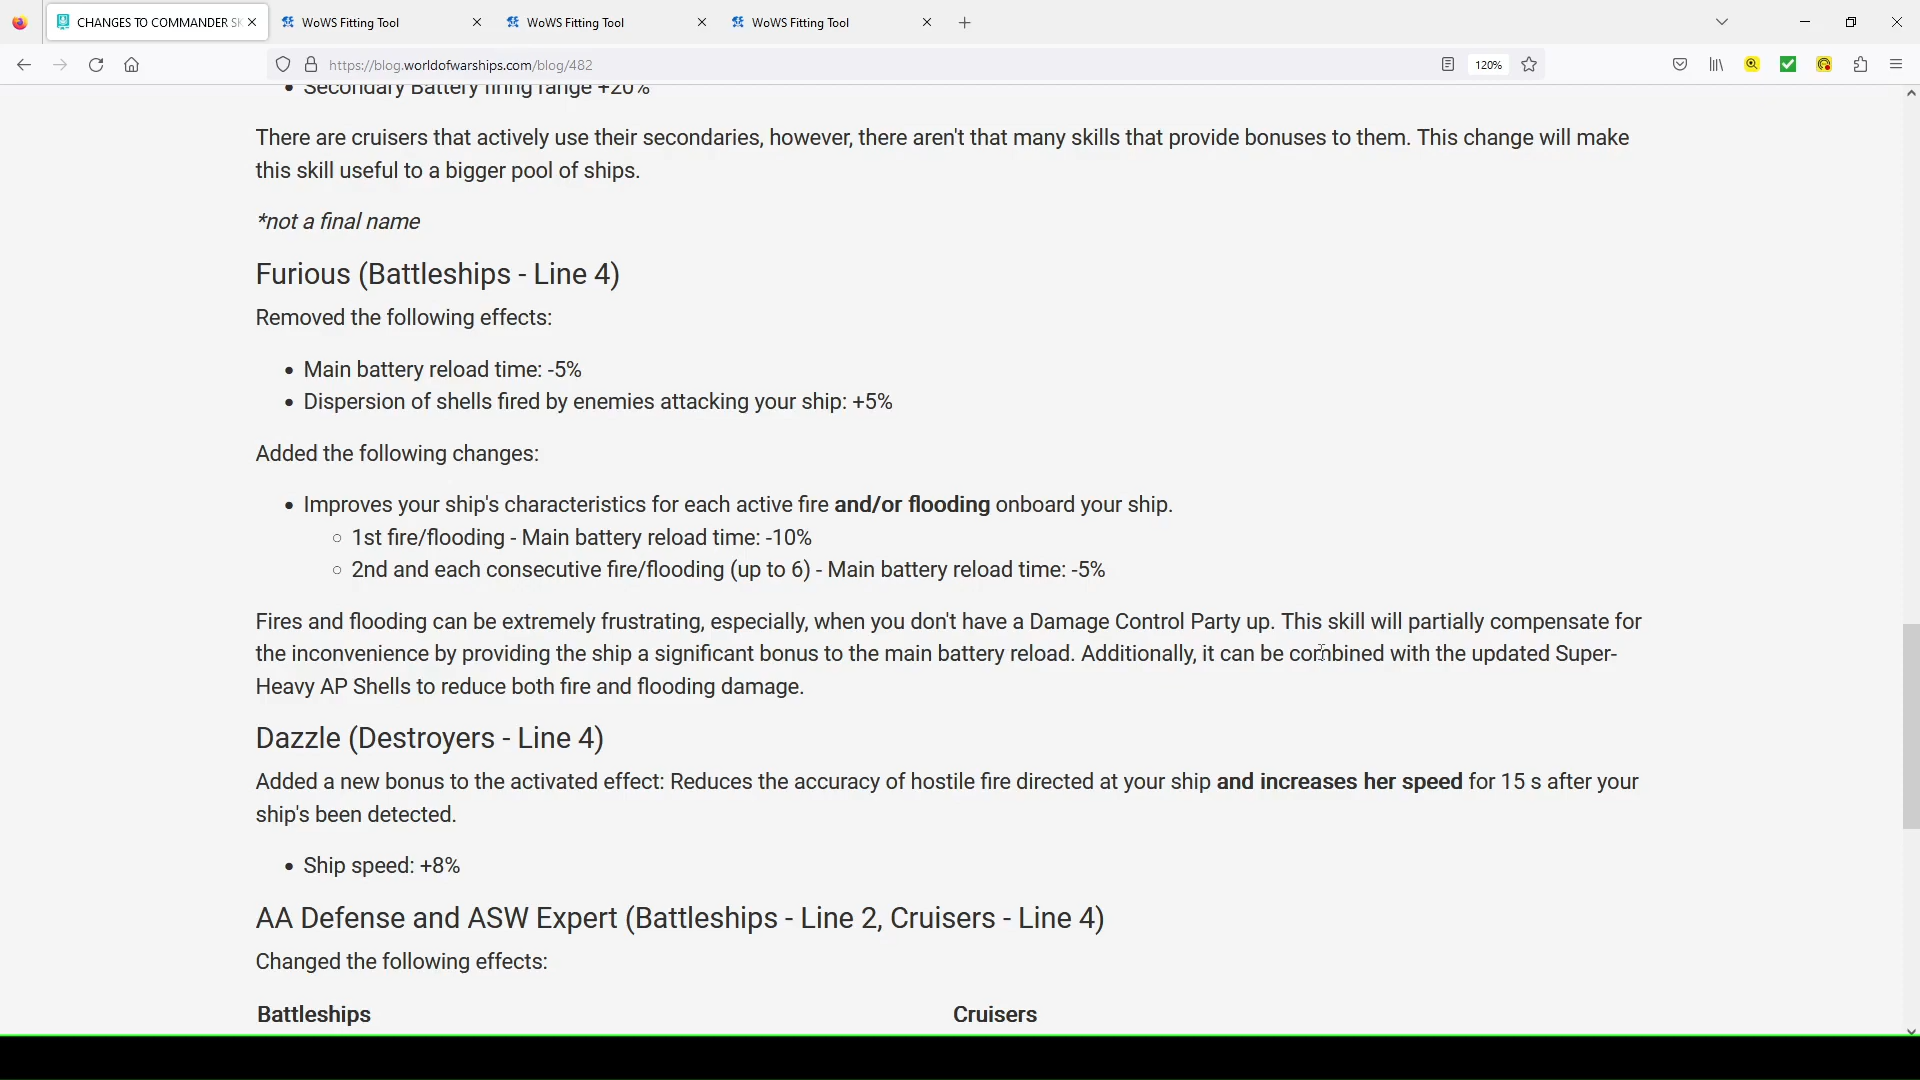 CHANGES TO COMMANDER SK
WoWS Fitting Tool
WoWS Fitting Tool
WoWS Fitting Tool
https://blog.worldofwarships.com/blog/482
120%
• Secondary Battery firing range +20%
There are cruisers that actively use their secondaries, however, there aren't that many skills that provide bonuses to them. This change will make
this skill useful to a bigger pool of ships.
*not a final name
Furious (Battleships - Line 4)
Removed the following effects:
• Main battery reload time: -5%
• Dispersion of shells fired by enemies attacking your ship: +5%
Added the following changes:
• Improves your ship's characteristics for each active fire and/or flooding onboard your ship.
○ 1st fire/flooding - Main battery reload time: -10%
○ 2nd and each consecutive fire/flooding (up to 6) - Main battery reload time: -5%
Fires and flooding can be extremely frustrating, especially, when you don't have a Damage Control Party up. This skill will partially compensate for
the inconvenience by providing the ship a significant bonus to the main battery reload. Additionally, it can be combined with the updated Super-
Heavy AP Shells to reduce both fire and flooding damage.
Dazzle (Destroyers - Line 4)
Added a new bonus to the activated effect: Reduces the accuracy of hostile fire directed at your ship and increases her speed for 15 s after your
ship's been detected.
• Ship speed: +8%
AA Defense and ASW Expert (Battleships - Line 2, Cruisers - Line 4)
Changed the following effects:
Battleships
Cruisers